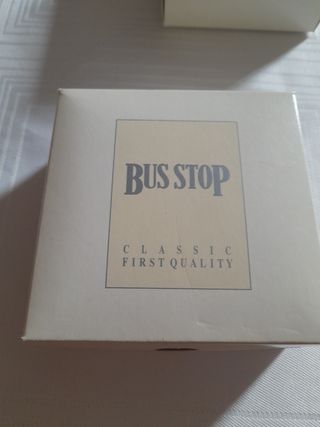 BUS STOP
CLASSIC
FIRST QUALITY